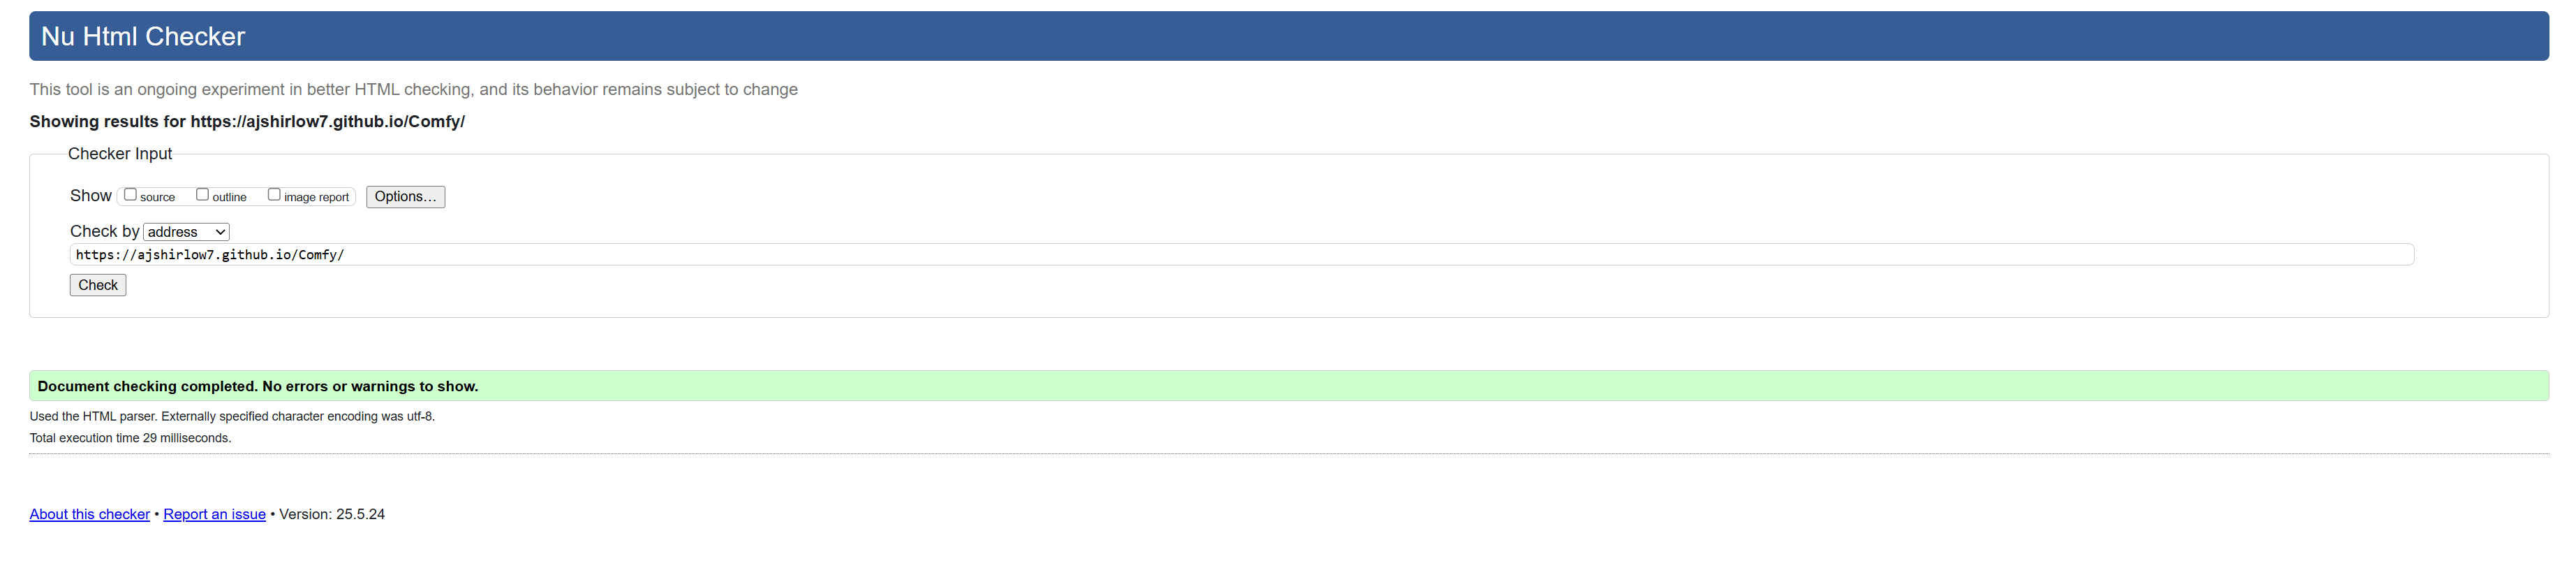 Nu Html Checker
This tool is an ongoing experiment in better HTML checking, and its behavior remains subject to change
Showing results for https://ajshirlow7.github.io/Comfy/
Checker Input
Show source outline image report Options...
Check by address
https://ajshirlow7.github.io/Comfy/
Check
Document checking completed. No errors or warnings to show.
Used the HTML parser. Externally specified character encoding was utf-8.
Total execution time 29 milliseconds.
About this checker • Report an issue • Version: 25.5.24